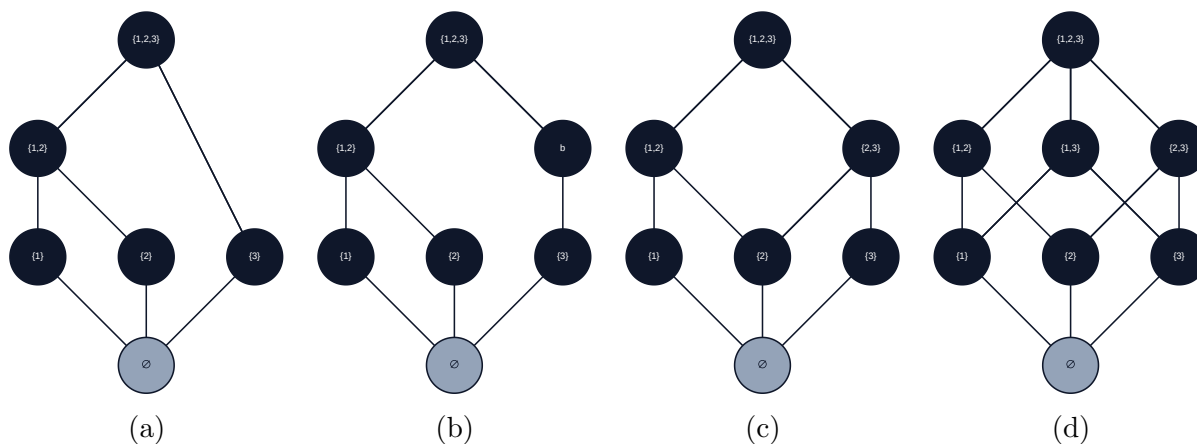 {1,2,3} {1,2,3} {1,2,3} {1,2,3}
{1,2} {1,2} b {1,2} {2,3} {1,2} {1,3} {2,3}
{1} {2} {3} {1} {2} {3} {1} {2} {3} {1} {2} {3}
∅ ∅ ∅ ∅
(a) (b) (c) (d)